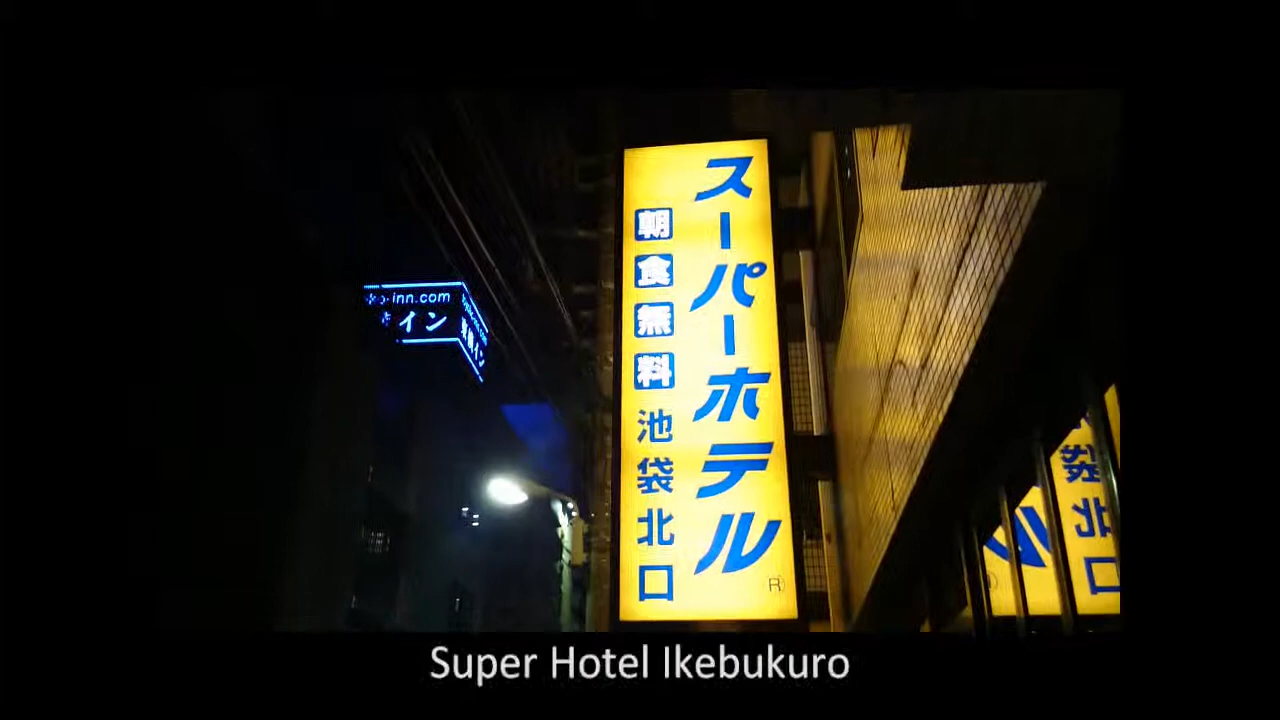 スーパーホテル
朝食無料池袋北口
®
inn.com
イン
北口
Super Hotel Ikebukuro